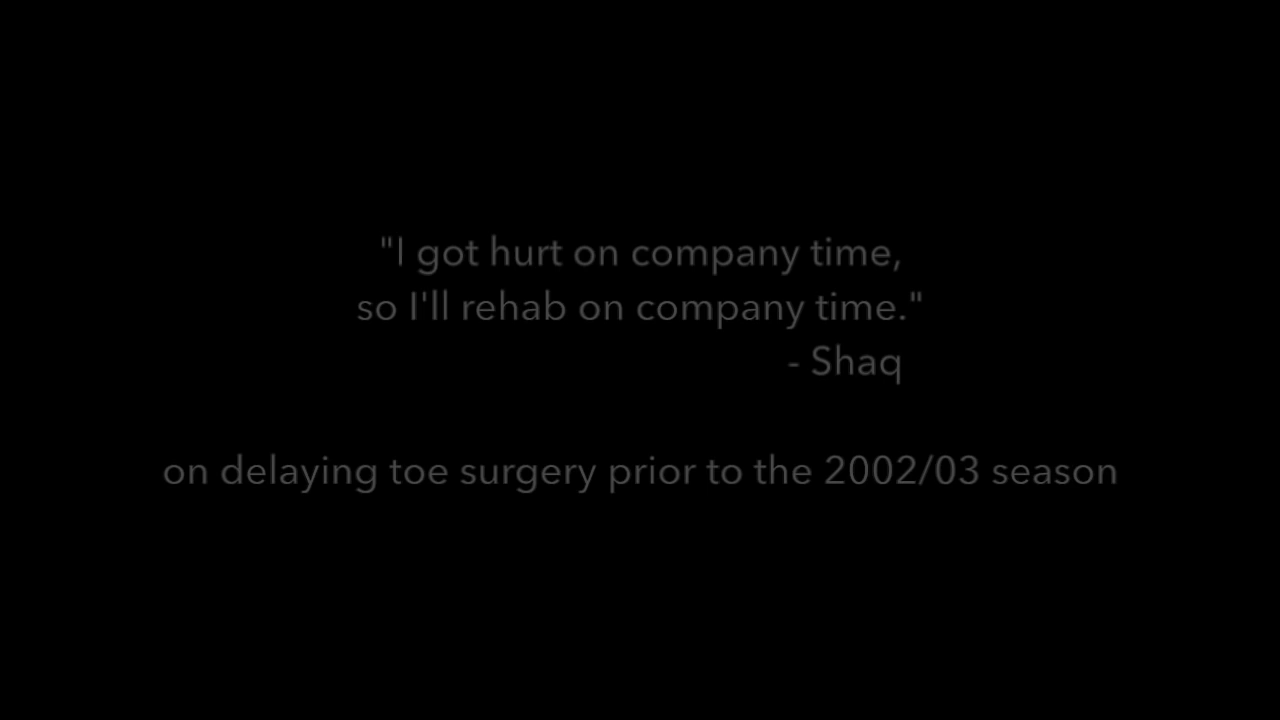 "I got hurt on company time,
so I'll rehab on company time."
- Shaq
on delaying toe surgery prior to the 2002/03 season